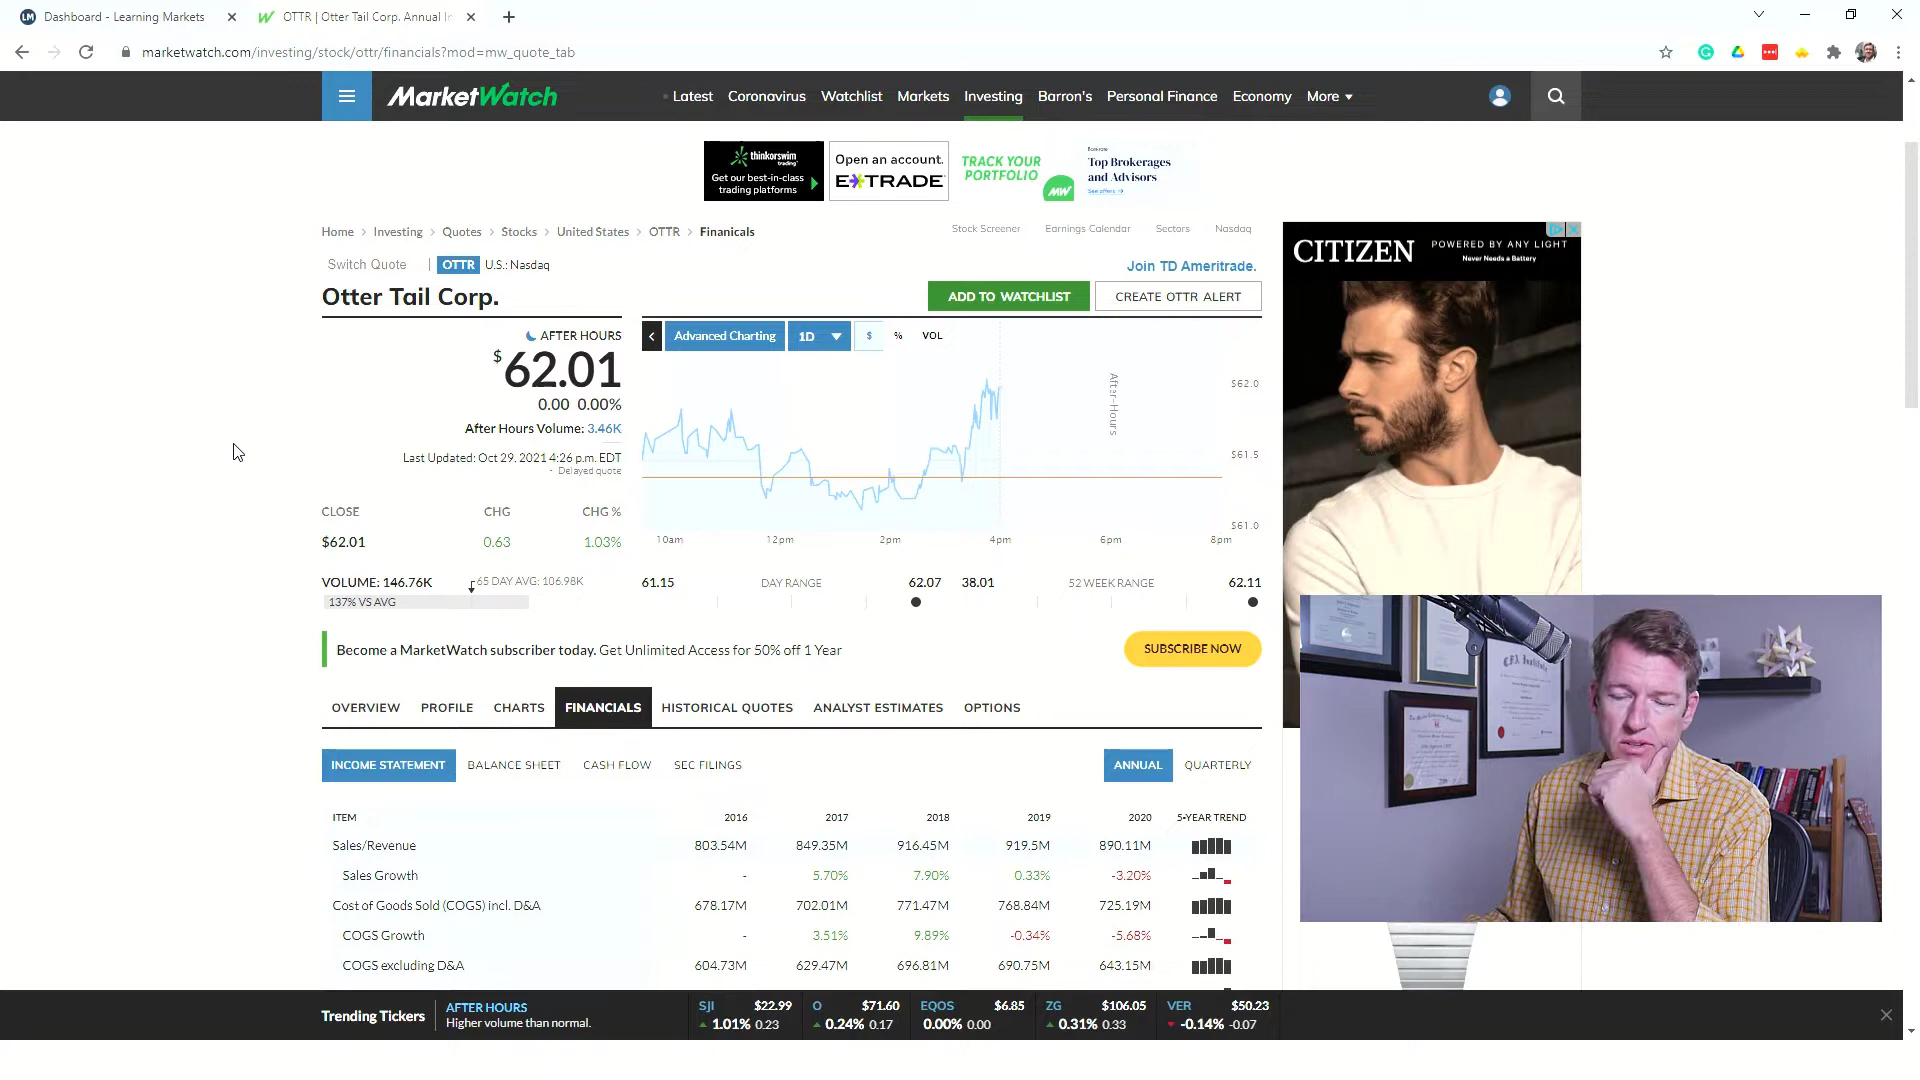 Dashboard - Learning Markets
OTTR | Otter Tail Corp. Annual In
marketwatch.com/investing/stock/ottr/financials?mod=mw_quote_tab
MarketWatch
Latest Coronavirus Watchlist Markets Investing Barron's Personal Finance Economy More
thinkorswim
trading
Get our best-in-class
trading platforms
Open an account.
E*TRADE
TRACK YOUR
PORTFOLIO
MW
Bankrate
Top Brokerages
and Advisors
See offers →
Home > Investing > Quotes > Stocks > United States > OTTR > Finanicals
Stock Screener Earnings Calendar Sectors Nasdaq
Switch Quote | OTTR U.S.: Nasdaq
Join TD Ameritrade.
Otter Tail Corp.
ADD TO WATCHLIST
CREATE OTTR ALERT
AFTER HOURS
$62.01
0.00 0.00%
After Hours Volume: 3.46K
Last Updated: Oct 29, 2021 4:26 p.m. EDT
- Delayed quote
CLOSE CHG CHG %
$62.01 0.63 1.03%
Advanced Charting 1D $ % VOL
After-Hours
$62.0
$61.5
$61.0
10am 12pm 2pm 4pm 6pm 8pm
VOLUME: 146.76K 65 DAY AVG: 106.98K
137% VS AVG
61.15 DAY RANGE 62.07
38.01 52 WEEK RANGE 62.11
Become a MarketWatch subscriber today. Get Unlimited Access for 50% off 1 Year
SUBSCRIBE NOW
CITIZEN
POWERED BY ANY LIGHT
Never Needs a Battery
OVERVIEW PROFILE CHARTS FINANCIALS HISTORICAL QUOTES ANALYST ESTIMATES OPTIONS
INCOME STATEMENT BALANCE SHEET CASH FLOW SEC FILINGS
ANNUAL QUARTERLY
ITEM 2016 2017 2018 2019 2020 5-YEAR TREND
Sales/Revenue 803.54M 849.35M 916.45M 919.5M 890.11M
Sales Growth - 5.70% 7.90% 0.33% -3.20%
Cost of Goods Sold (COGS) incl. D&A 678.17M 702.01M 771.47M 768.84M 725.19M
COGS Growth - 3.51% 9.89% -0.34% -5.68%
COGS excluding D&A 604.73M 629.47M 696.81M 690.75M 643.15M
CFA Institute
Trending Tickers
AFTER HOURS
Higher volume than normal.
SJI $22.99
1.01% 0.23
O $71.60
0.24% 0.17
EQOS $6.85
0.00% 0.00
ZG $106.05
0.31% 0.33
VER $50.23
-0.14% -0.07